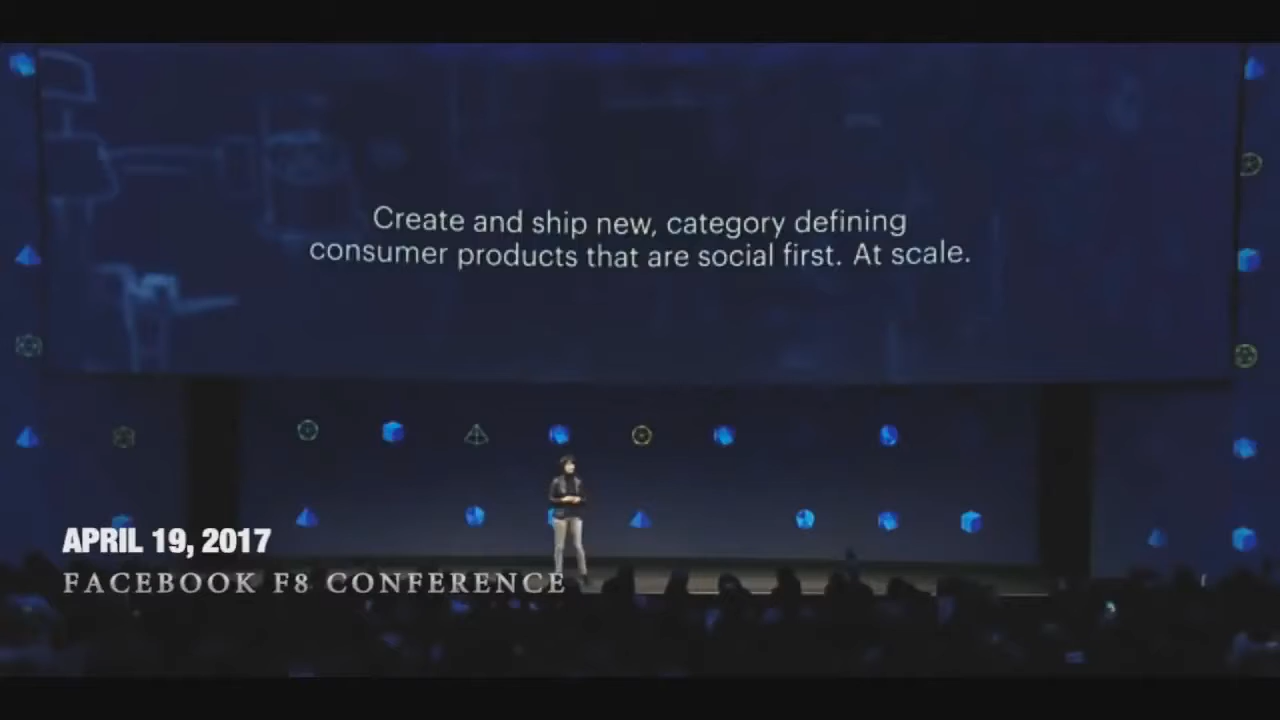 Create and ship new, category defining
consumer products that are social first. At scale.
APRIL 19, 2017
FACEBOOK F8 CONFERENCE